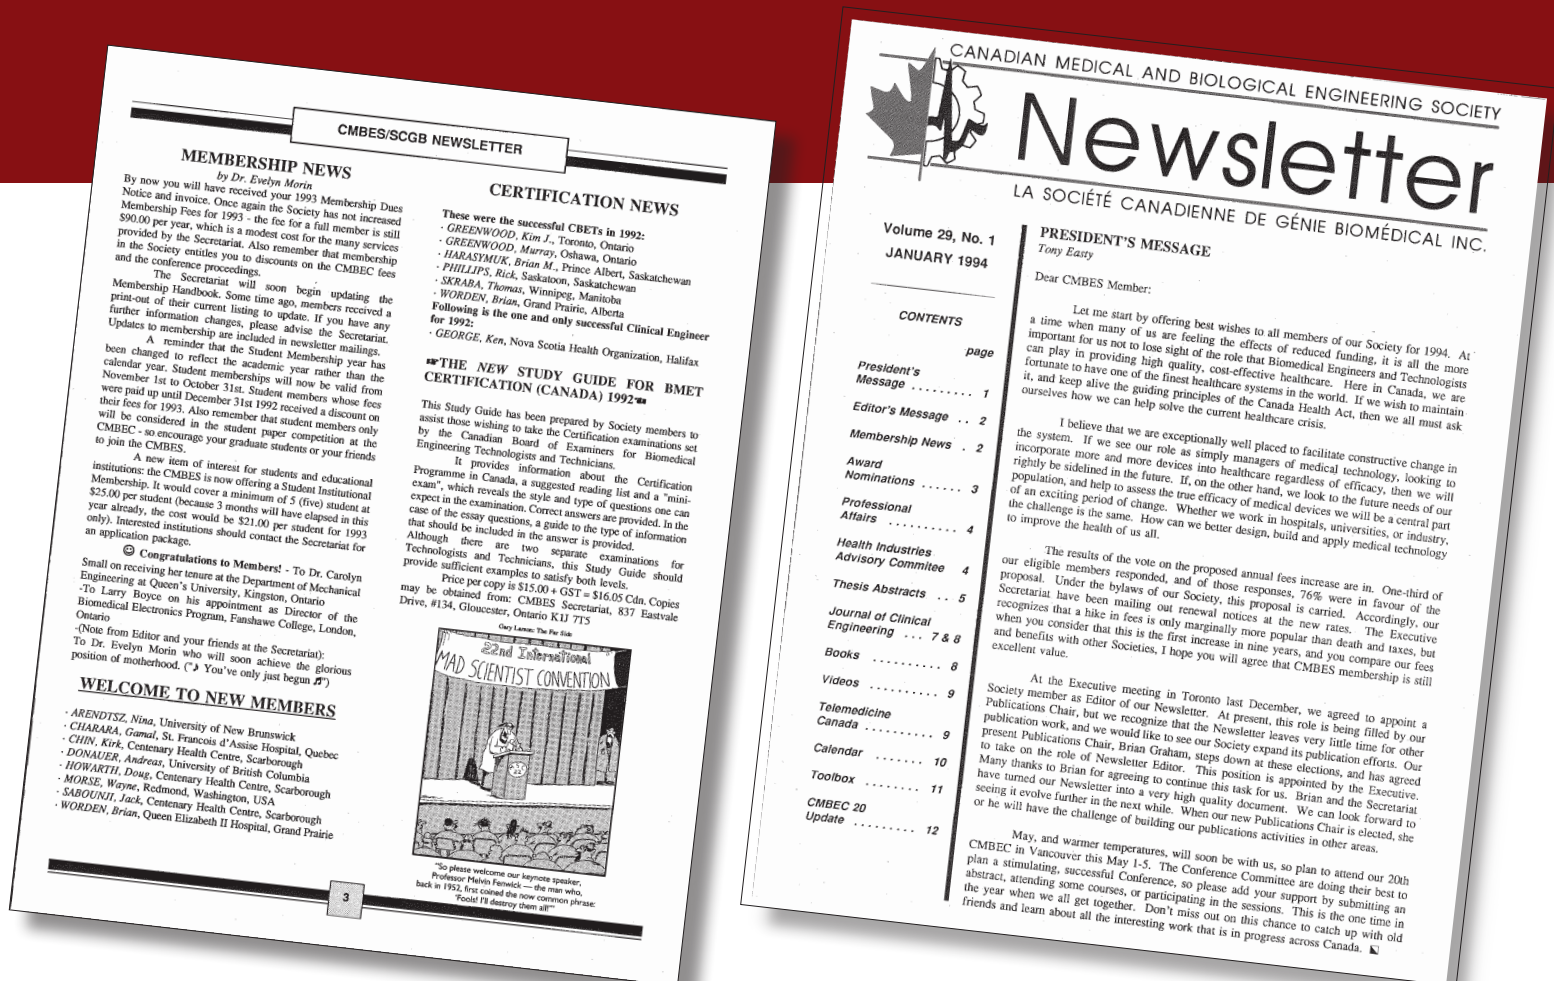 CMBES/SCGB NEWSLETTER
MEMBERSHIP NEWS
by Dr. Evelyn Morin
By now you will have received your 1993 Membership Dues
Notice and invoice. Once again the Society has not increased
Membership Fees for 1993 - the fee for a full member is still
$90.00 per year, which is a modest cost for the many services
provided by the Secretariat. Also remember that membership
in the Society entitles you to discounts on the CMBEC fees
and the conference proceedings.
The Secretariat will soon begin updating the
Membership Handbook. Some time ago, members received a
print-out of their current listing to update. If you have any
further information changes, please advise the Secretariat.
Updates to membership are included in newsletter mailings.
A reminder that the Student Membership year has
been changed to reflect the academic year rather than the
calendar year. Student memberships will now be valid from
November 1st to October 31st. Student members whose fees
were paid up until December 31st 1992 received a discount on
their fees for 1993. Also remember that student members only
will be considered in the student paper competition at the
CMBEC - so encourage your graduate students or your friends
to join the CMBES.
A new item of interest for students and educational
institutions: the CMBES is now offering a Student Institutional
Membership. It would cover a minimum of 5 (five) student at
$25.00 per student (because 3 months will have elapsed in this
year already, the cost would be $21.00 per student for 1993
only). Interested institutions should contact the Secretariat for
an application package.
☺ Congratulations to Members! - To Dr. Carolyn
Small on receiving her tenure at the Department of Mechanical
Engineering at Queen's University, Kingston, Ontario
-To Larry Boyce on his appointment as Director of the
Biomedical Electronics Program, Fanshawe College, London,
Ontario
-(Note from Editor and your friends at the Secretariat):
To Dr. Evelyn Morin who will soon achieve the glorious
position of motherhood. ("♪ You've only just begun ♬")
WELCOME TO NEW MEMBERS
· ARENDTSZ, Nina, University of New Brunswick
· CHARARA, Gamal, St. Francois d'Assise Hospital, Quebec
· CHIN, Kirk, Centenary Health Centre, Scarborough
· DONAUER, Andreas, University of British Columbia
· HOWARTH, Doug, Centenary Health Centre, Scarborough
· MORSE, Wayne, Redmond, Washington, USA
· SABOUNJI, Jack, Centenary Health Centre, Scarborough
· WORDEN, Brian, Queen Elizabeth II Hospital, Grand Prairie
CERTIFICATION NEWS
These were the successful CBETs in 1992:
· GREENWOOD, Kim J., Toronto, Ontario
· GREENWOOD, Murray, Oshawa, Ontario
· HARASYMUK, Brian M., Prince Albert, Saskatchewan
· PHILLIPS, Rick, Saskatoon, Saskatchewan
· SKRABA, Thomas, Winnipeg, Manitoba
· WORDEN, Brian, Grand Prairie, Alberta
Following is the one and only successful Clinical Engineer
for 1992:
· GEORGE, Ken, Nova Scotia Health Organization, Halifax
☛THE NEW STUDY GUIDE FOR BMET
CERTIFICATION (CANADA) 1992☚
This Study Guide has been prepared by Society members to
assist those wishing to take the Certification examinations set
by the Canadian Board of Examiners for Biomedical
Engineering Technologists and Technicians.
It provides information about the Certification
Programme in Canada, a suggested reading list and a "mini-
exam", which reveals the style and type of questions one can
expect in the examination. Correct answers are provided. In the
case of the essay questions, a guide to the type of information
that should be included in the answer is provided.
Although there are two separate examinations for
Technologists and Technicians, this Study Guide should
provide sufficient examples to satisfy both levels.
Price per copy is $15.00 + GST = $16.05 Cdn. Copies
may be obtained from: CMBES Secretariat, 837 Eastvale
Drive, #134, Gloucester, Ontario K1J 7T5
Gary Larson: The Far Side
22nd International
MAD SCIENTIST CONVENTION
"So please welcome our keynote speaker,
Professor Melvin Fenwick — the man who,
back in 1952, first coined the now common phrase:
'Fools! I'll destroy them all!'"
3
CANADIAN MEDICAL AND BIOLOGICAL ENGINEERING SOCIETY
Newsletter
LA SOCIÉTÉ CANADIENNE DE GÉNIE BIOMÉDICAL INC.
Volume 29, No. 1
JANUARY 1994
CONTENTS
page
President's
Message . . . . . . . 1
Editor's Message . . 2
Membership News . 2
Award
Nominations . . . . . . 3
Professional
Affairs . . . . . . . . . . 4
Health Industries
Advisory Commitee 4
Thesis Abstracts . . 5
Journal of Clinical
Engineering . . . 7 & 8
Books . . . . . . . . . . 8
Videos . . . . . . . . . . 9
Telemedicine
Canada . . . . . . . . . 9
Calendar . . . . . . . 10
Toolbox . . . . . . . . 11
CMBEC 20
Update . . . . . . . . . 12
PRESIDENT'S MESSAGE
Tony Easty
Dear CMBES Member:
Let me start by offering best wishes to all members of our Society for 1994. At
a time when many of us are feeling the effects of reduced funding, it is all the more
important for us not to lose sight of the role that Biomedical Engineers and Technologists
can play in providing high quality, cost-effective healthcare. Here in Canada, we are
fortunate to have one of the finest healthcare systems in the world. If we wish to maintain
it, and keep alive the guiding principles of the Canada Health Act, then we all must ask
ourselves how we can help solve the current healthcare crisis.
I believe that we are exceptionally well placed to facilitate constructive change in
the system. If we see our role as simply managers of medical technology, looking to
incorporate more and more devices into healthcare regardless of efficacy, then we will
rightly be sidelined in the future. If, on the other hand, we look to the future needs of our
population, and help to assess the true efficacy of medical devices we will be a central part
of an exciting period of change. Whether we work in hospitals, universities, or industry,
the challenge is the same. How can we better design, build and apply medical technology
to improve the health of us all.
The results of the vote on the proposed annual fees increase are in. One-third of
our eligible members responded, and of those responses, 76% were in favour of the
proposal. Under the bylaws of our Society, this proposal is carried. Accordingly, our
Secretariat have been mailing out renewal notices at the new rates. The Executive
recognizes that a hike in fees is only marginally more popular than death and taxes, but
when you consider that this is the first increase in nine years, and you compare our fees
and benefits with other Societies, I hope you will agree that CMBES membership is still
excellent value.
At the Executive meeting in Toronto last December, we agreed to appoint a
Society member as Editor of our Newsletter. At present, this role is being filled by our
Publications Chair, but we recognize that the Newsletter leaves very little time for other
publication work, and we would like to see our Society expand its publication efforts. Our
present Publications Chair, Brian Graham, steps down at these elections, and has agreed
to take on the role of Newsletter Editor. This position is appointed by the Executive.
Many thanks to Brian for agreeing to continue this task for us. Brian and the Secretariat
have turned our Newsletter into a very high quality document. We can look forward to
seeing it evolve further in the next while. When our new Publications Chair is elected, she
or he will have the challenge of building our publications activities in other areas.
May, and warmer temperatures, will soon be with us, so plan to attend our 20th
CMBEC in Vancouver this May 1-5. The Conference Committee are doing their best to
plan a stimulating, successful Conference, so please add your support by submitting an
abstract, attending some courses, or participating in the sessions. This is the one time in
the year when we all get together. Don't miss out on this chance to catch up with old
friends and learn about all the interesting work that is in progress across Canada.